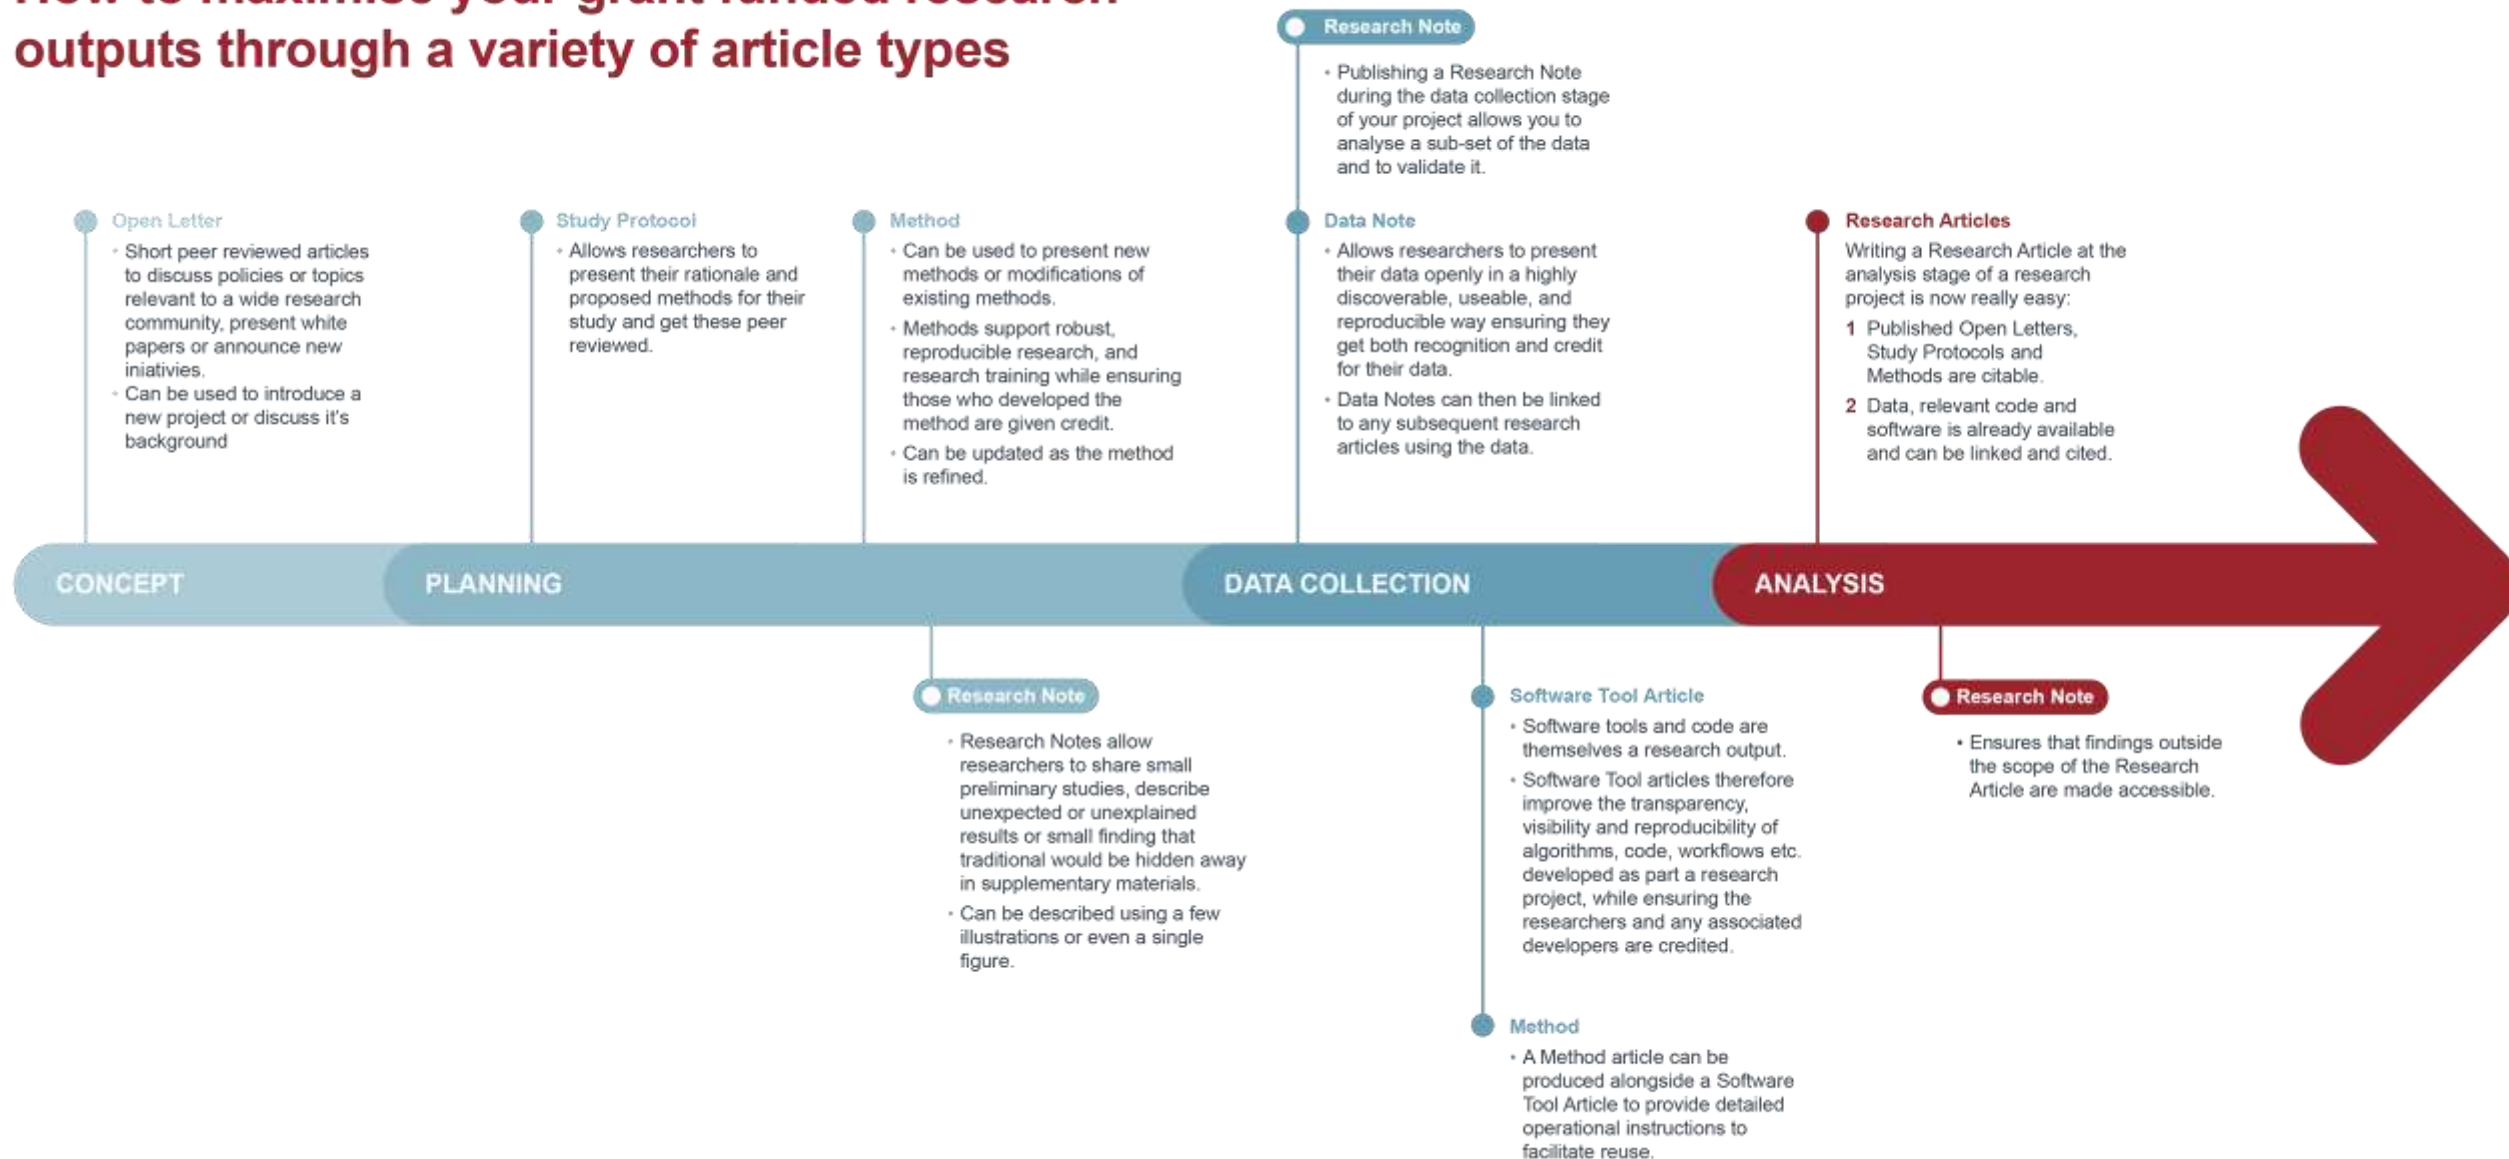 How to maximise your grant funded research
outputs through a variety of article types
Research Note
• Publishing a Research Note
during the data collection stage
of your project allows you to
analyse a sub-set of the data
and to validate it.
Open Letter
• Short peer reviewed articles
to discuss policies or topics
relevant to a wide research
community, present white
papers or announce new
iniativies.
• Can be used to introduce a
new project or discuss it's
background
Study Protocol
• Allows researchers to
present their rationale and
proposed methods for their
study and get these peer
reviewed.
Method
• Can be used to present new
methods or modifications of
existing methods.
• Methods support robust,
reproducible research, and
research training while ensuring
those who developed the
method are given credit.
• Can be updated as the method
is refined.
Data Note
• Allows researchers to present
their data openly in a highly
discoverable, useable, and
reproducible way ensuring they
get both recognition and credit
for their data.
• Data Notes can then be linked
to any subsequent research
articles using the data.
Research Articles
Writing a Research Article at the
analysis stage of a research
project is now really easy:
1 Published Open Letters,
Study Protocols and
Methods are citable.
2 Data, relevant code and
software is already available
and can be linked and cited.
CONCEPT
PLANNING
DATA COLLECTION
ANALYSIS
Research Note
• Research Notes allow
researchers to share small
preliminary studies, describe
unexpected or unexplained
results or small finding that
traditional would be hidden away
in supplementary materials.
• Can be described using a few
illustrations or even a single
figure.
Software Tool Article
• Software tools and code are
themselves a research output.
• Software Tool articles therefore
improve the transparency,
visibility and reproducibility of
algorithms, code, workflows etc.
developed as part a research
project, while ensuring the
researchers and any associated
developers are credited.
Method
• A Method article can be
produced alongside a Software
Tool Article to provide detailed
operational instructions to
facilitate reuse.
Research Note
• Ensures that findings outside
the scope of the Research
Article are made accessible.